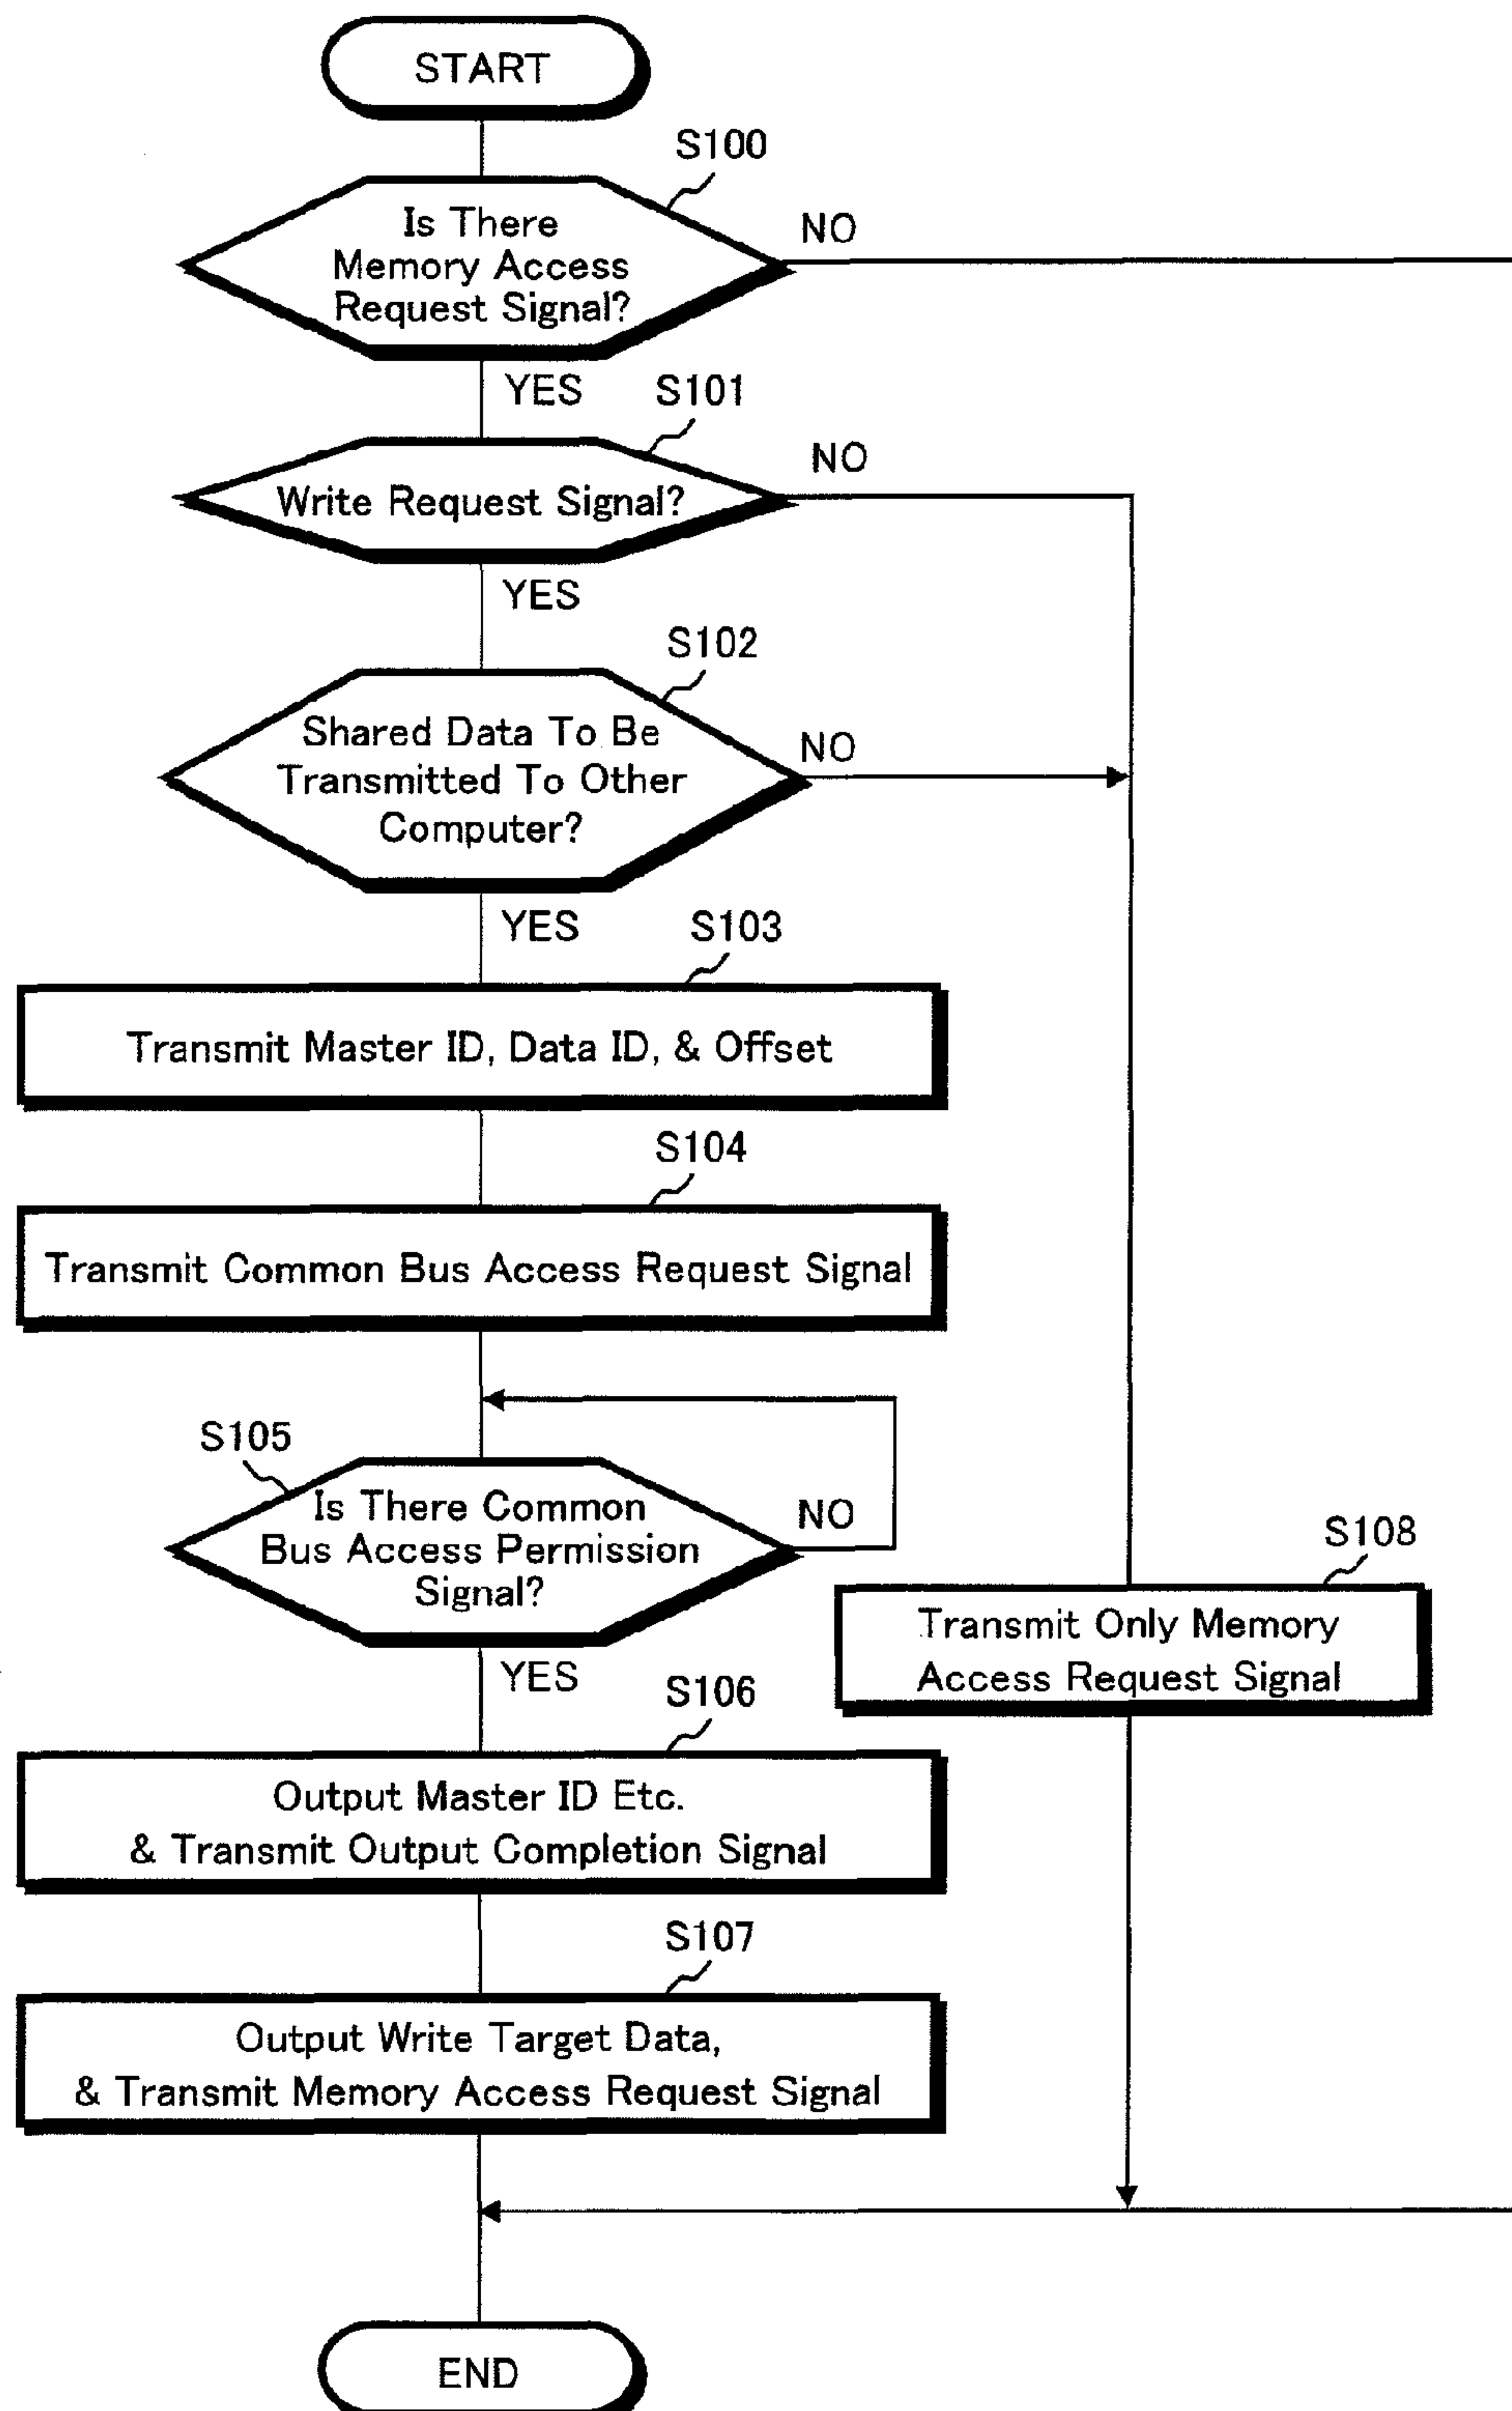 START
S100
Is There
Memory Access
Request Signal?
NO
YES
S101
Write Request Signal?
NO
YES
S102
Shared Data To Be
Transmitted To Other
Computer?
NO
YES
S103
Transmit Master ID, Data ID, & Offset
S104
Transmit Common Bus Access Request Signal
S105
Is There Common
Bus Access Permission
Signal?
NO
YES
S108
Transmit Only Memory
Access Request Signal
S106
Output Master ID Etc.
& Transmit Output Completion Signal
S107
Output Write Target Data,
& Transmit Memory Access Request Signal
END